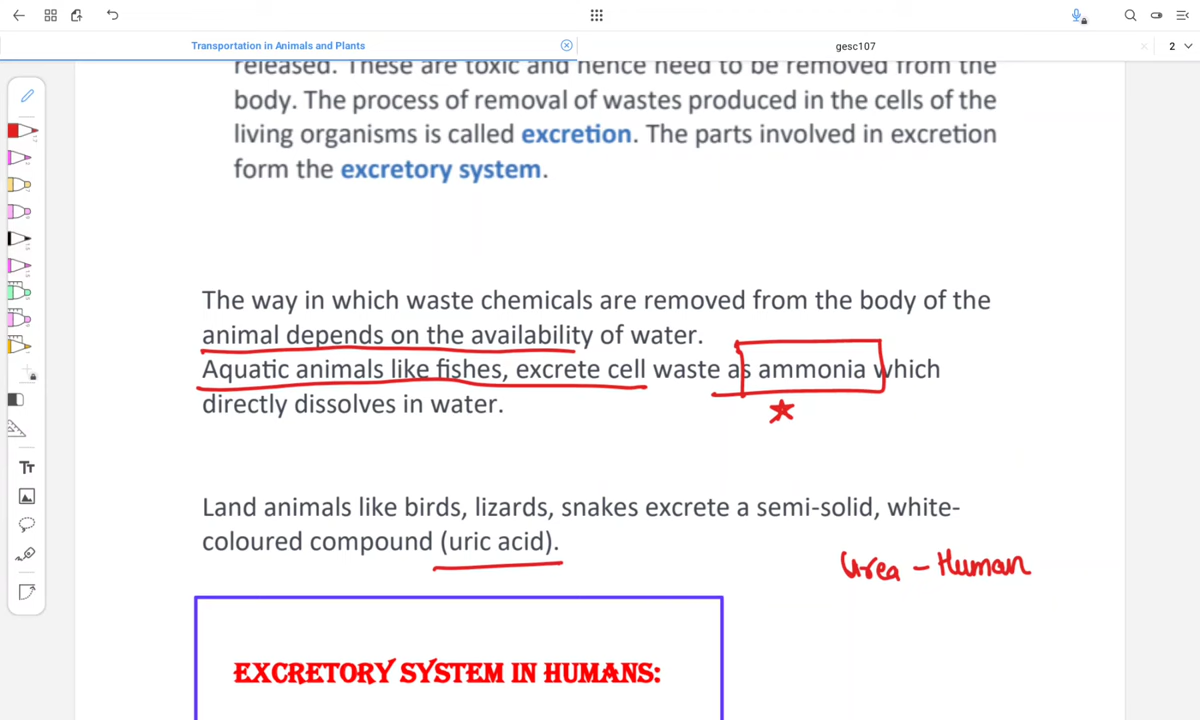 Transportation in Animals and Plants
gesc107
2
released. These are toxic and hence need to be removed from the
body. The process of removal of wastes produced in the cells of the
living organisms is called excretion. The parts involved in excretion
form the excretory system.
The way in which waste chemicals are removed from the body of the
animal depends on the availability of water.
Aquatic animals like fishes, excrete cell waste as ammonia which
directly dissolves in water.
Land animals like birds, lizards, snakes excrete a semi-solid, white-
coloured compound (uric acid).
Urea - Human
EXCRETORY SYSTEM IN HUMANS:
TT